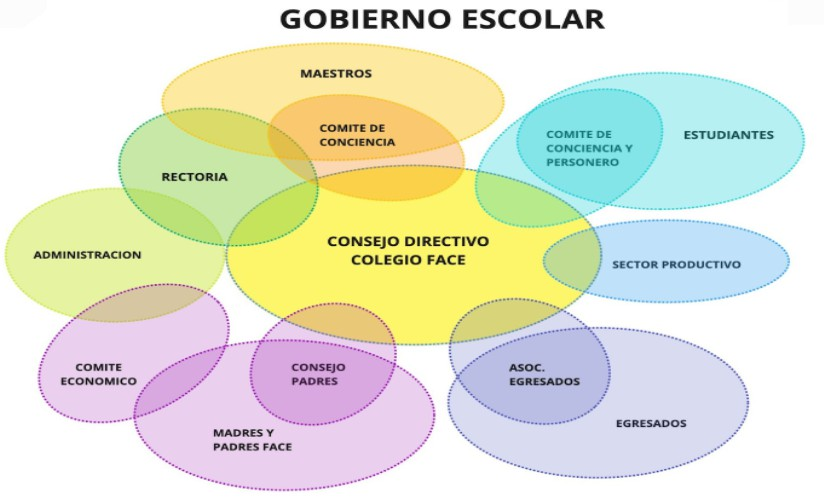 GOBIERNO ESCOLAR
MAESTROS
COMITE DE
CONCIENCIA
COMITE DE
CONCIENCIA Y
PERSONERO
ESTUDIANTES
RECTORIA
ADMINISTRACION
CONSEJO DIRECTIVO
COLEGIO FACE
SECTOR PRODUCTIVO
COMITE
ECONOMICO
CONSEJO
PADRES
ASOC.
EGRESADOS
MADRES Y
PADRES FACE
EGRESADOS